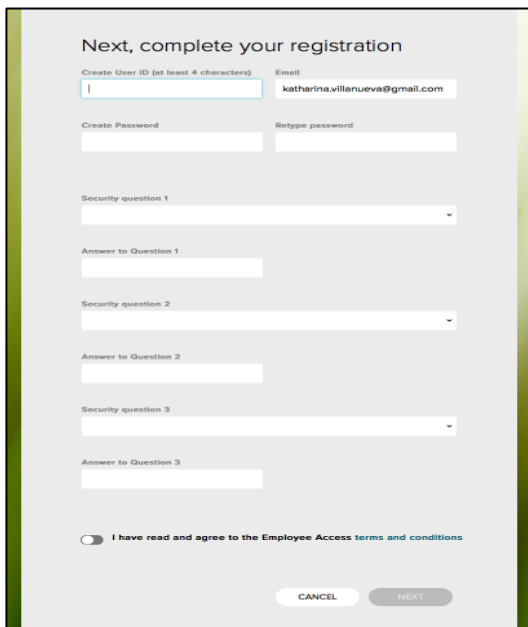 Next, complete your registration
Create User ID (at least 4 characters) Email
katharina.villanueva@gmail.com
Create Password Retype password
Security question 1
Answer to Question 1
Security question 2
Answer to Question 2
Security question 3
Answer to Question 3
I have read and agree to the Employee Access terms and conditions
CANCEL NEXT